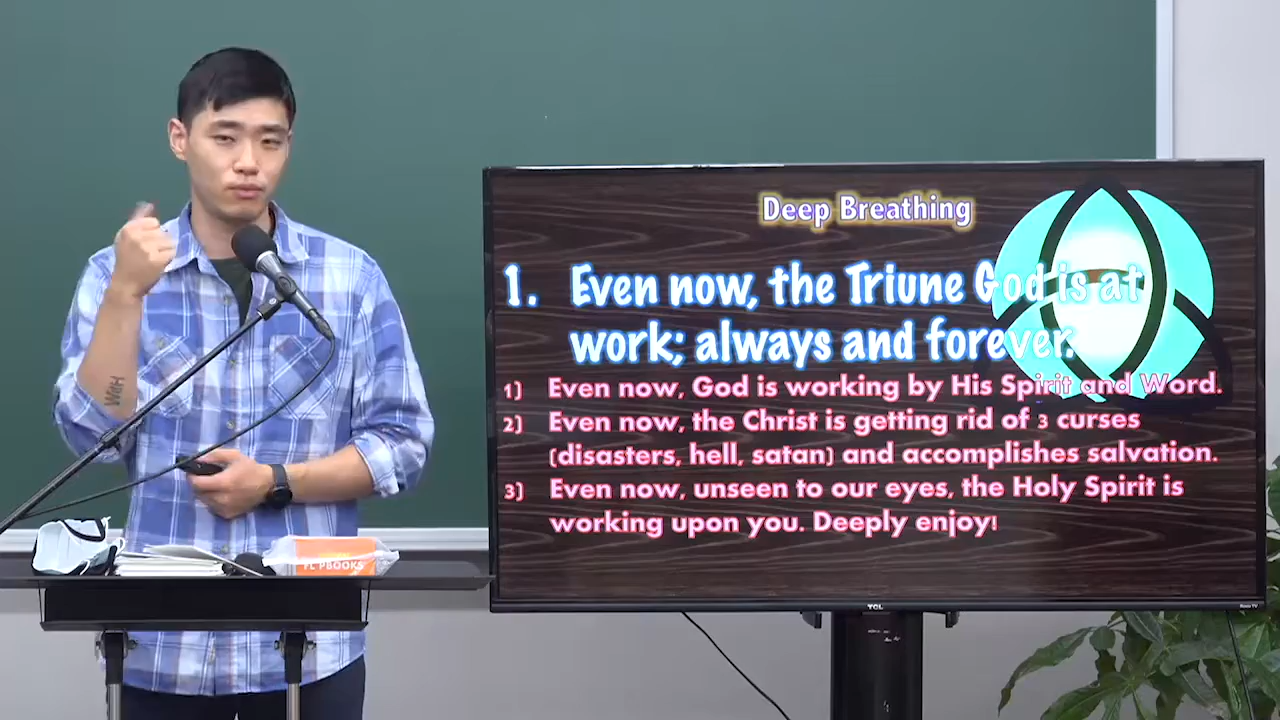 Deep Breathing
1. Even now, the Triune God is at
work; always and forever.
1) Even now, God is working by His Spirit and Word.
2) Even now, the Christ is getting rid of 3 curses
(disasters, hell, satan) and accomplishes salvation.
3) Even now, unseen to our eyes, the Holy Spirit is
working upon you. Deeply enjoy!
TCL
Roku TV